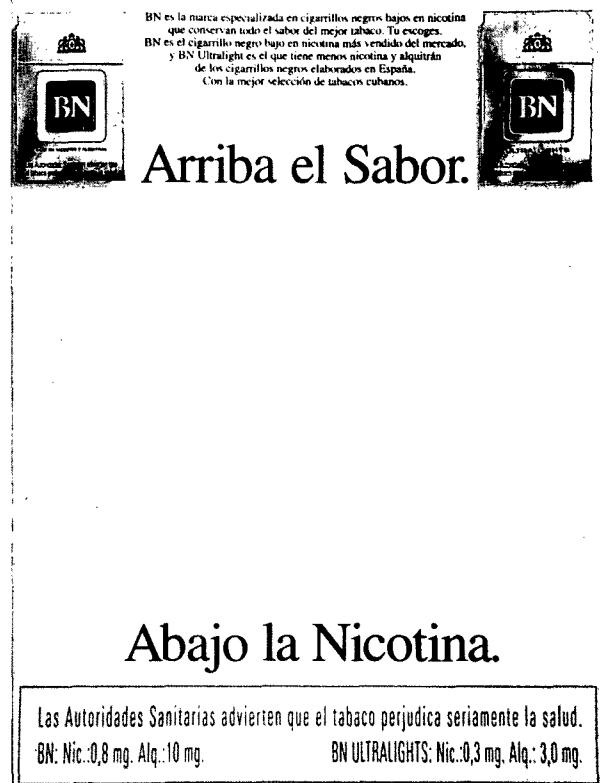 BN es la marca especializada en cigarrillos negros bajos en nicotina
que conservan todo el sabor del mejor tabaco. Tu escoges.
BN es el cigarrillo negro bajo en nicotina más vendido del mercado,
y BN Ultralight es el que tiene menos nicotina y alquitrán
de los cigarrillos negros elaborados en España.
Con la mejor selección de tabacos cubanos.
BN
BN
ULTRALIGHTS
Arriba el Sabor.
Abajo la Nicotina.
Las Autoridades Sanitarias advierten que el tabaco perjudica seriamente la salud.
BN: Nic.:0,8 mg. Alq.:10 mg. BN ULTRALIGHTS: Nic.:0,3 mg. Alq.: 3,0 mg.